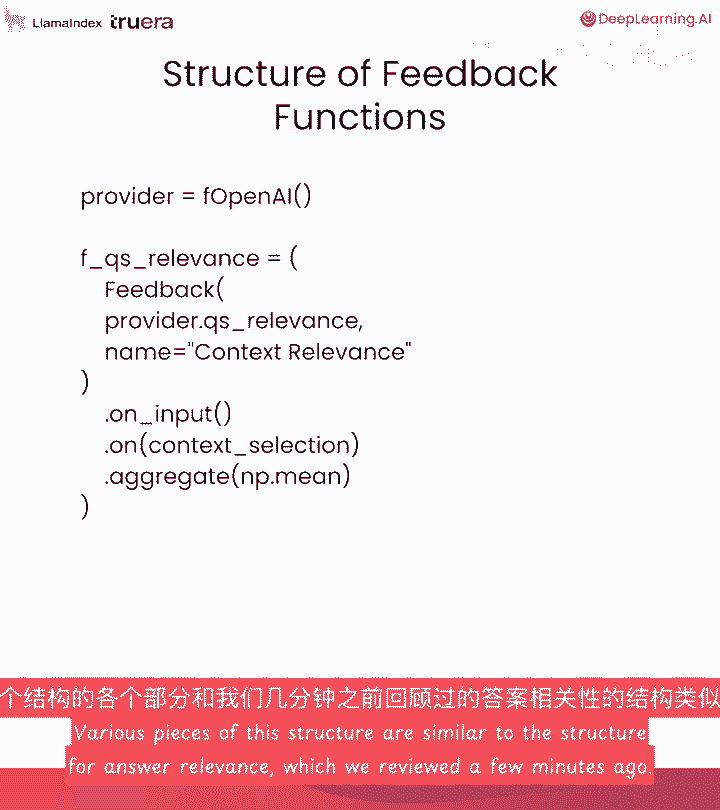 LlamaIndex truera DeepLearning.AI
Structure of Feedback
Functions
provider = fOpenAI()
f_qs_relevance = (
Feedback(
provider.qs_relevance,
name="Context Relevance"
)
.on_input()
.on(context_selection)
.aggregate(np.mean)
)
个结构的各个部分和我们几分钟之前回顾过的答案相关性的结构类似
Various pieces of this structure are similar to the structure
for answer relevance, which we reviewed a few minutes ago.